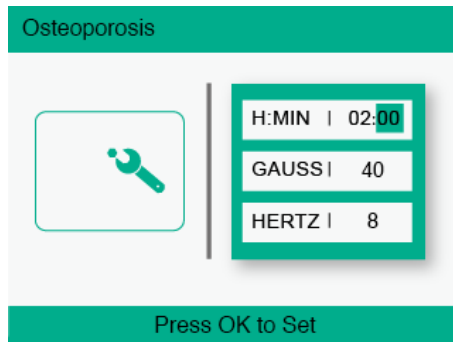 Osteoporosis
H:MIN | 02:00
GAUSS | 40
HERTZ | 8
Press OK to Set